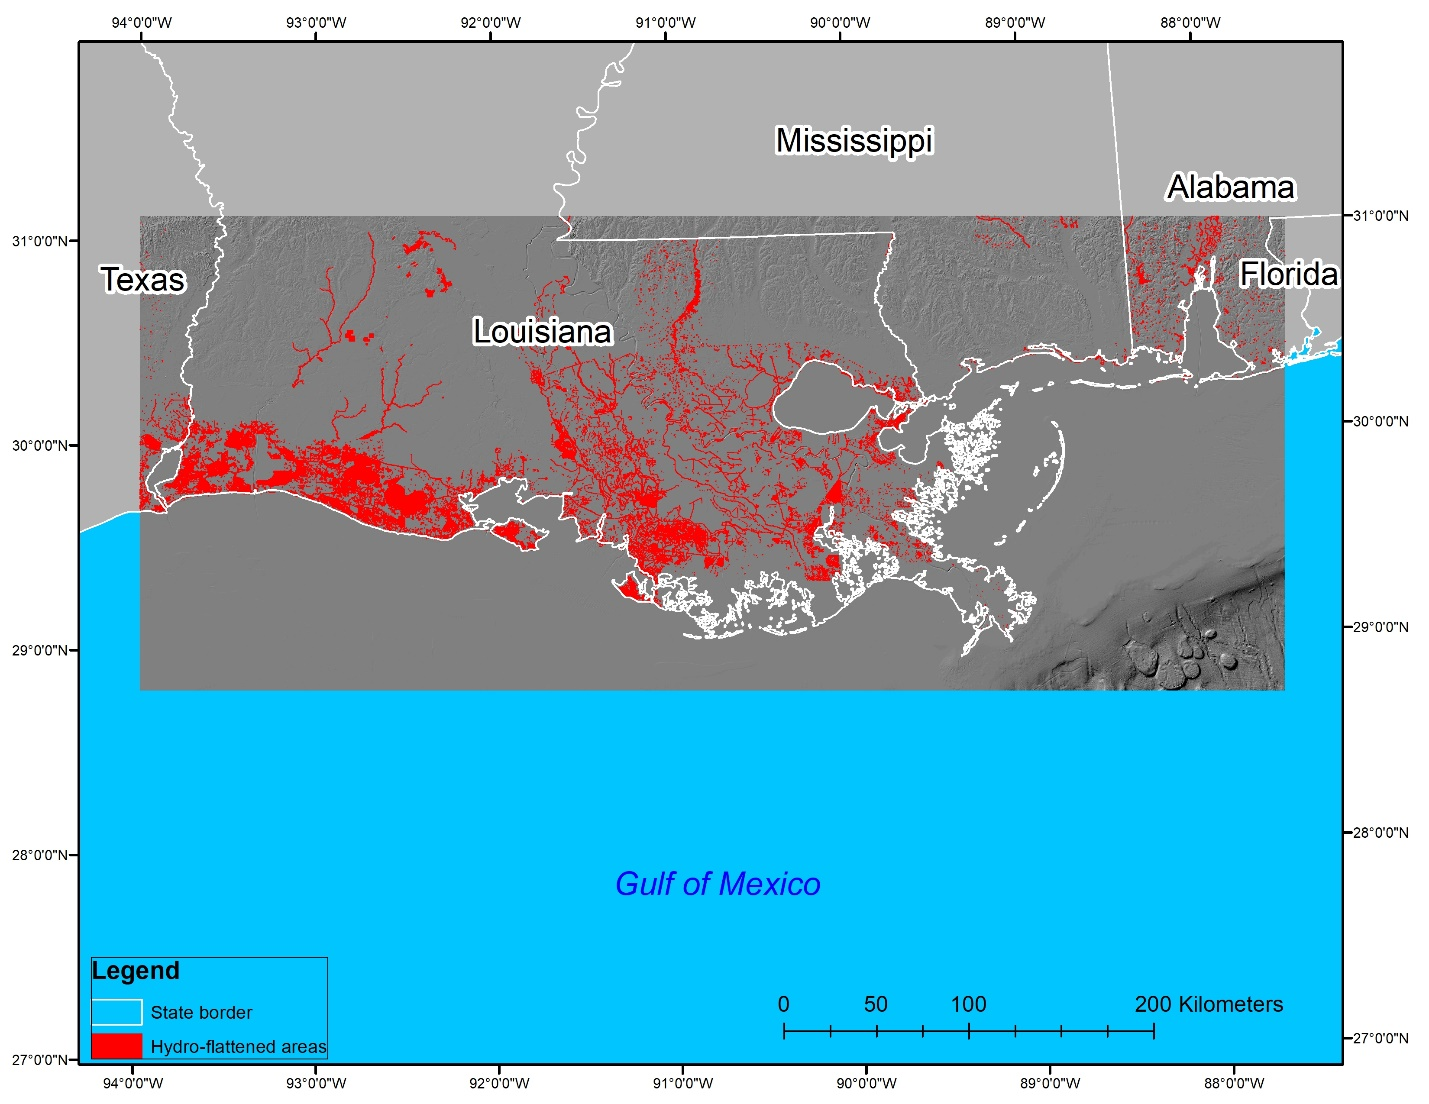 94°0'0"W 93°0'0"W 92°0'0"W 91°0'0"W 90°0'0"W 89°0'0"W 88°0'0"W
Mississippi
Alabama
31°0'0"N
31°0'0"N
Texas
Florida
Louisiana
30°0'0"N
30°0'0"N
29°0'0"N
29°0'0"N
28°0'0"N
28°0'0"N
Gulf of Mexico
Legend
State border
Hydro-flattened areas
0 50 100 200 Kilometers
27°0'0"N
27°0'0"N
94°0'0"W 93°0'0"W 92°0'0"W 91°0'0"W 90°0'0"W 89°0'0"W 88°0'0"W